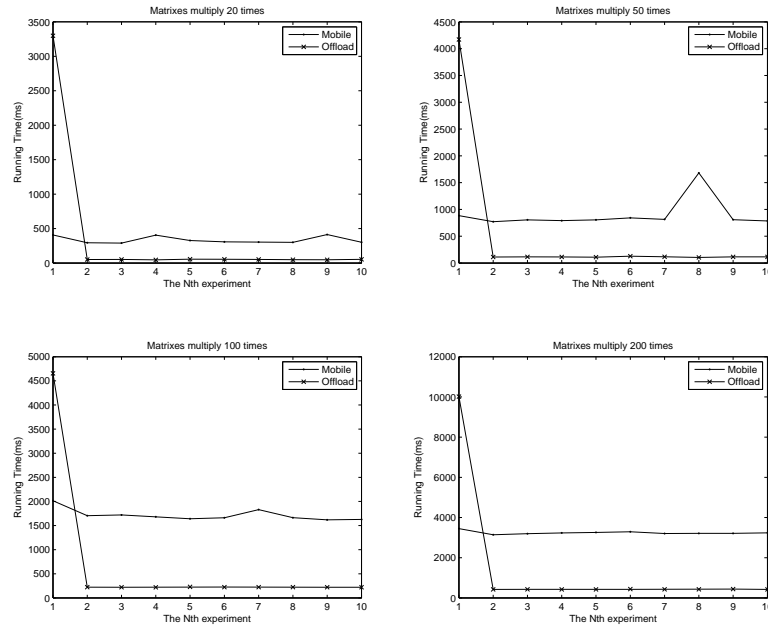 Matrixes multiply 20 times
3500
3000
2500
2000
1500
1000
500
0
Running Time(ms)
Mobile
Offload
1 2 3 4 5 6 7 8 9 10
The Nth experiment
Matrixes multiply 50 times
4500
4000
3500
3000
2500
2000
1500
1000
500
0
Running Time(ms)
Mobile
Offload
1 2 3 4 5 6 7 8 9 10
The Nth experiment
Matrixes multiply 100 times
5000
4500
4000
3500
3000
2500
2000
1500
1000
500
0
Running Time(ms)
Mobile
Offload
1 2 3 4 5 6 7 8 9 10
The Nth experiment
Matrixes multiply 200 times
12000
10000
8000
6000
4000
2000
0
Running Time(ms)
Mobile
Offload
1 2 3 4 5 6 7 8 9 10
The Nth experiment